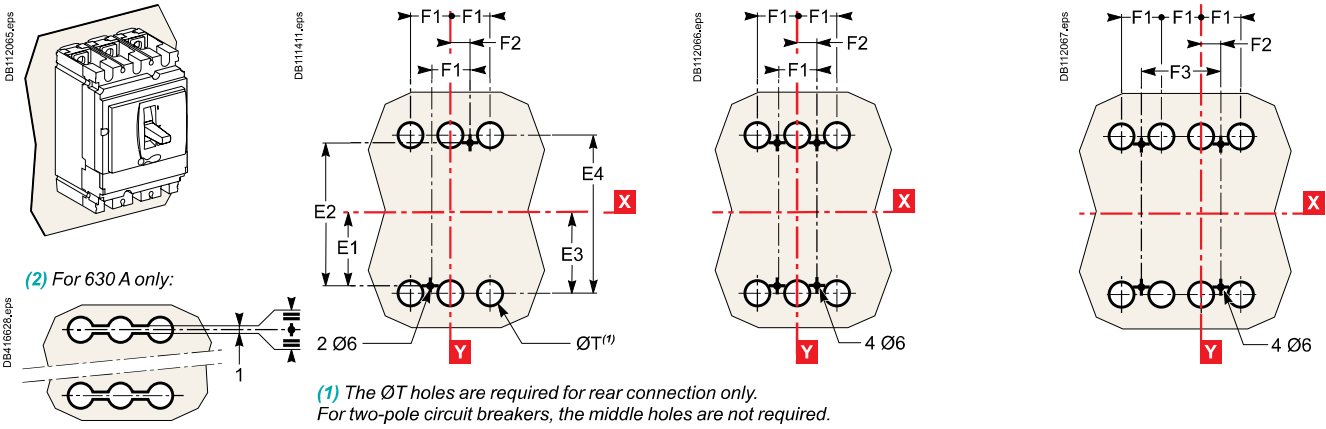 DB112065.eps
(2) For 630 A only:
DB416628.eps
1
DB111411.eps
F1 F1
F2
F1
E4
E2
X
E1
E3
2 Ø6
ØT(1)
Y
DB112066.eps
F1 F1
F2
F1
X
4 Ø6
Y
DB112067.eps
F1 F1 F1
F2
F3
X
4 Ø6
Y
(1) The ØT holes are required for rear connection only.
For two-pole circuit breakers, the middle holes are not required.